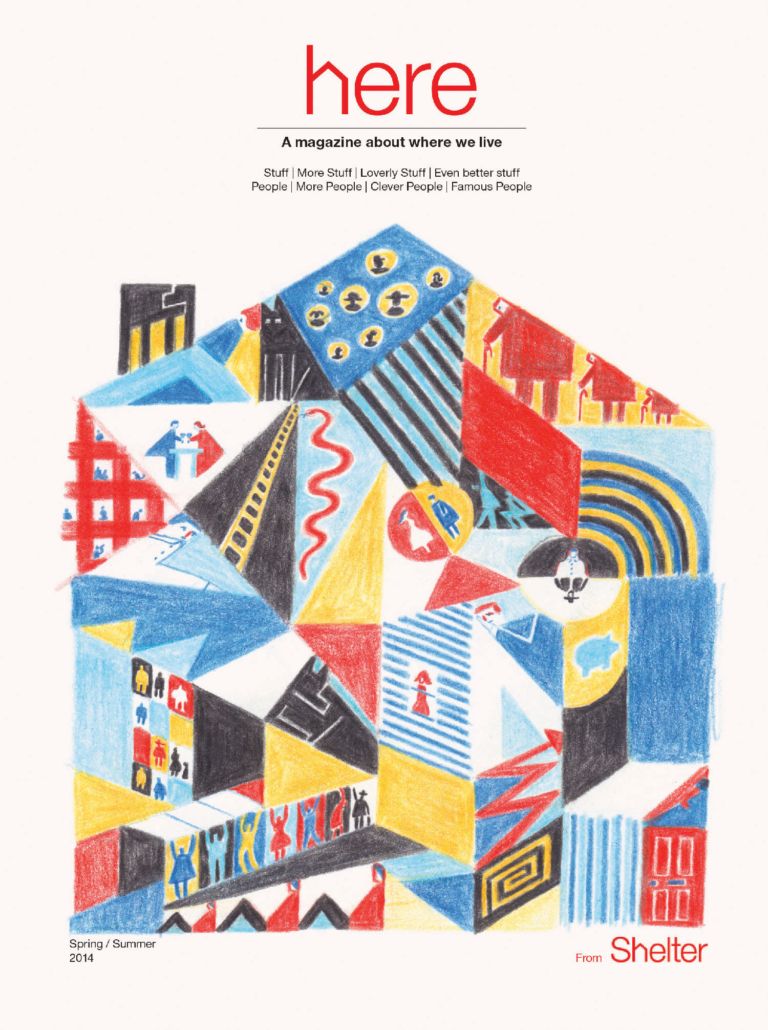 here
A magazine about where we live
Stuff | More Stuff | Loverly Stuff | Even better stuff
People | More People | Clever People | Famous People
Spring / Summer
2014
From Shelter